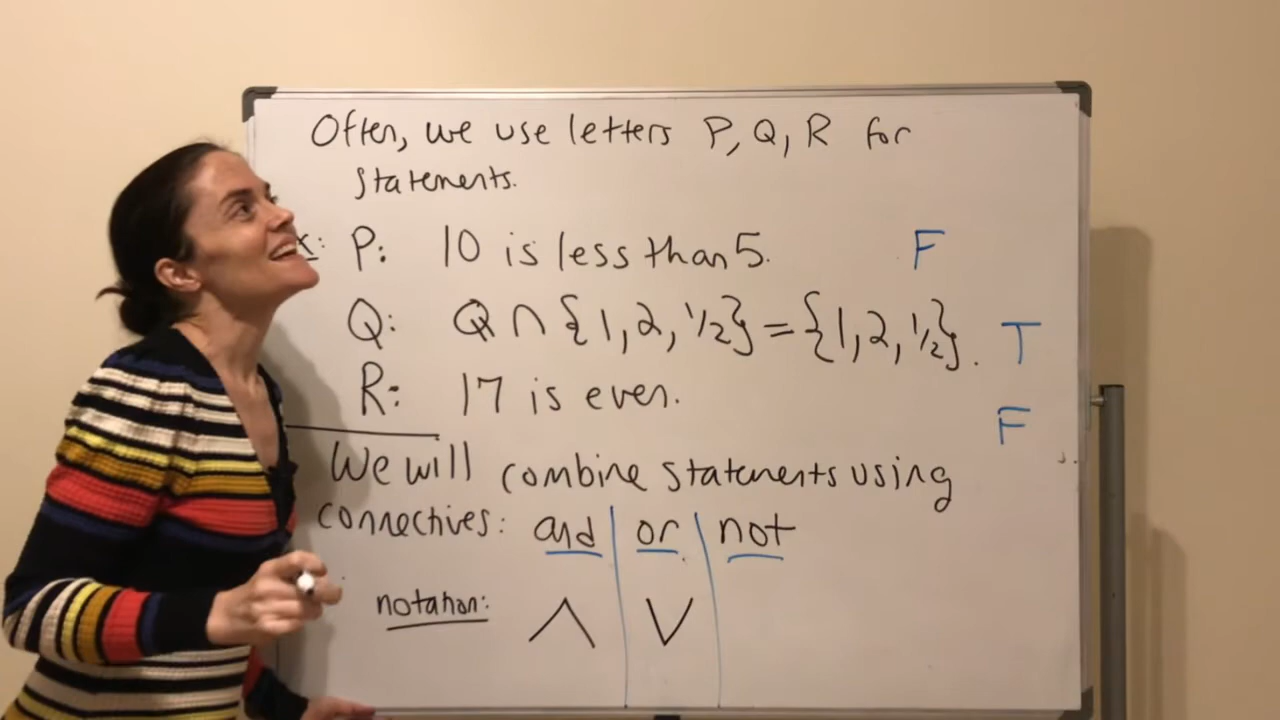 Often, we use letters P, Q, R for
statements.
x: P: 10 is less than 5. F
Q: ℚ ∩ {1, 2, 1/2} = {1, 2, 1/2}. T
R: 17 is even. F
We will combine statements using
connectives: and | or | not
notation: ∧ | ∨ |